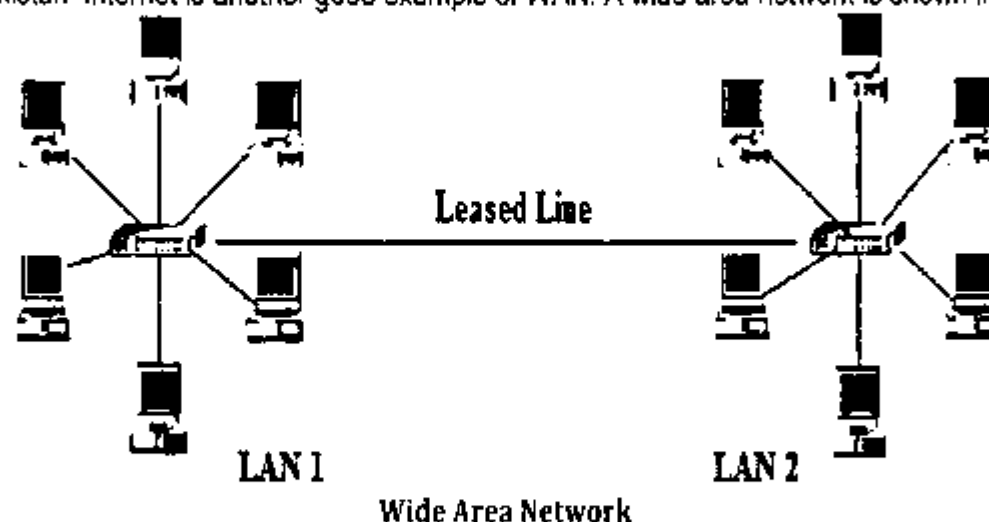 Internet is another good example of WAN. A wide area network is shown
Leased Line
LAN 1
LAN 2
Wide Area Network